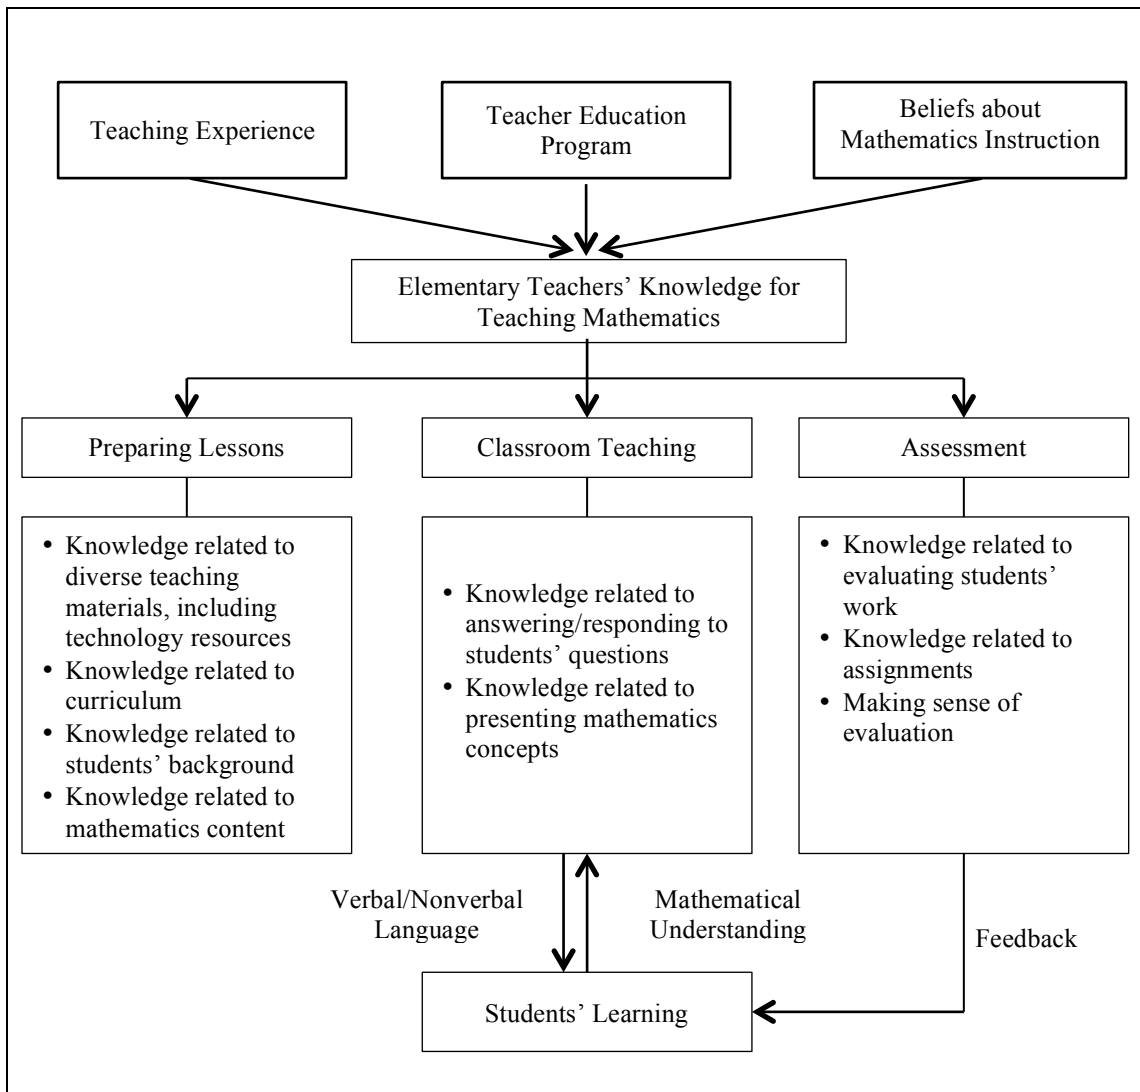 Teaching Experience
Teacher Education
Program
Beliefs about
Mathematics Instruction
Elementary Teachers’ Knowledge for
Teaching Mathematics
Preparing Lessons
Classroom Teaching
Assessment
• Knowledge related to
diverse teaching
materials, including
technology resources
• Knowledge related to
curriculum
• Knowledge related to
students’ background
• Knowledge related to
mathematics content
• Knowledge related to
answering/responding to
students’ questions
• Knowledge related to
presenting mathematics
concepts
• Knowledge related to
evaluating students’
work
• Knowledge related to
assignments
• Making sense of
evaluation
Verbal/Nonverbal
Language
Mathematical
Understanding
Feedback
Students’ Learning